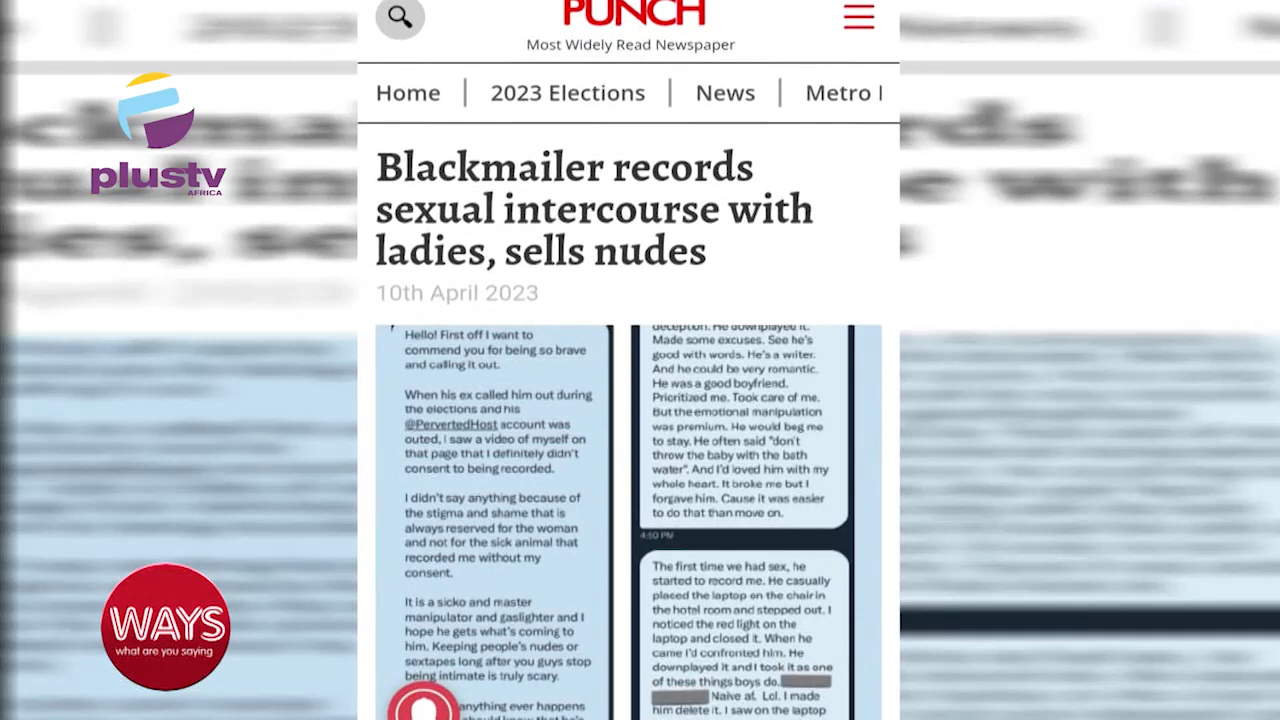 PUNCH
Most Widely Read Newspaper
Home
2023 Elections
News
Metro
plustv
AFRICA
Blackmailer records
sexual intercourse with
ladies, sells nudes
10th April 2023
Hello! First off I want to
commend you for being so brave
and calling it out.
When his ex called him out during
the elections and his
@PervertedHost account was
outed, i saw a video of myself on
that page that I definitely didn't
consent to being recorded.
I didn't say anything because of
the stigma and shame that is
always reserved for the woman
and not for the sick animal that
recorded me without my
consent.
It is a sicko and master
manipulator and gaslighter and I
hope he gets what's coming to
him. Keeping people's nudes or
sextapes long after you guys stop
being intimate is truly scary.
anything ever happens
deception. He downplayed it.
Made some excuses. See he's
good with words. He's a writer.
And he could be very romantic.
He was a good boyfriend.
Prioritized me. Took care of me.
But the emotional manipulation
was premium. He would beg me
to stay. He often said "don't
throw the baby with the bath
water". And I'd loved him with my
whole heart. It broke me but I
forgave him. Cause it was easier
to do that than move on.
4:50 PM
The first time we had sex, he
started to record me. He casually
placed the laptop on the chair in
the hotel room and stepped out. I
noticed the red light on the
laptop and closed it. When he
came I'd confronted him. He
downplayed it and I took it as one
of these things boys do.
Naive af. Lol. I made
him delete it. I saw on the laptop
WAYS
what are you saying